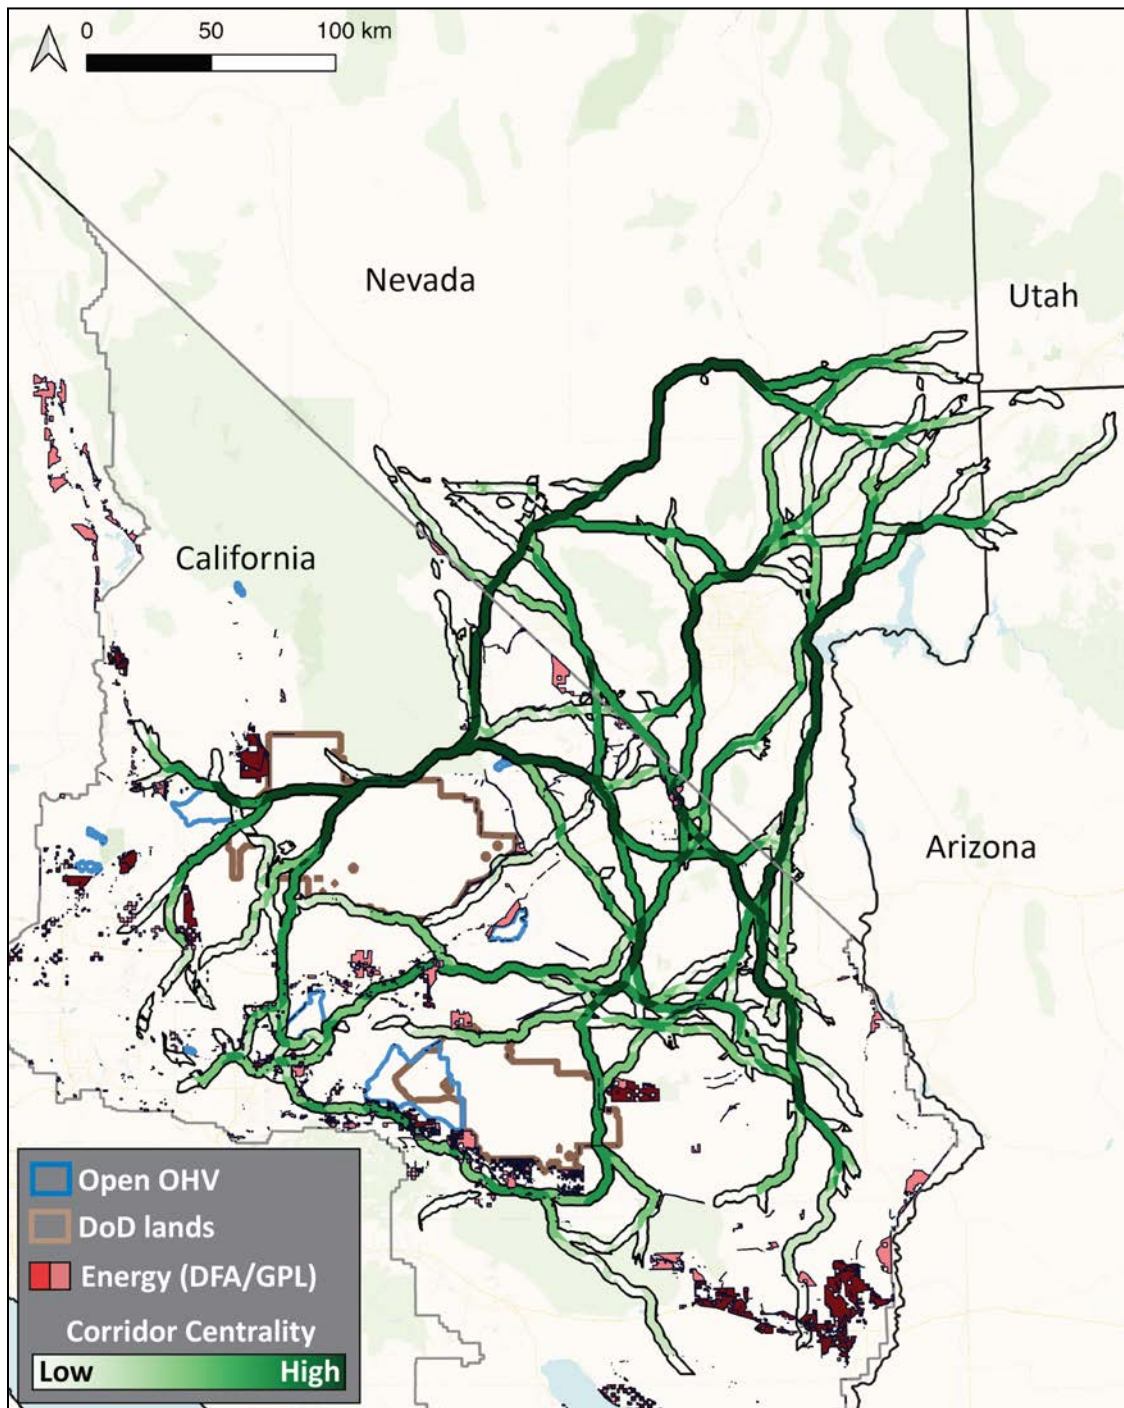 0 50 100 km
Nevada
Utah
California
Arizona
Open OHV
DoD lands
Energy (DFA/GPL)
Corridor Centrality
Low High